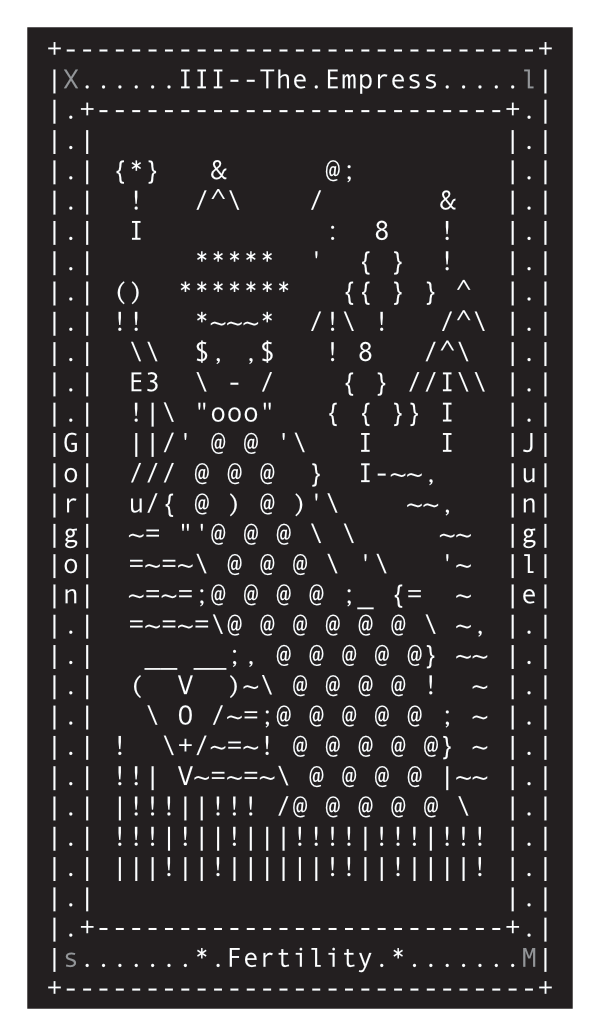 +------------------------------+
|X......III--The.Empress.....l|
|.+--------------------------+.|
|.|                          |.|
|.| {*}   &      @;          |.|
|.|  !   /^\    /       &    |.|
|.|  I           :  8   !    |.|
|.|      *****  '  { }  !    |.|
|.| ()  *******   {{ } } ^   |.|
|.| !!   *~~~*  /!\ !   /^\  |.|
|.|  \\  $, ,$   ! 8   /^\   |.|
|.|  E3  \ - /    { } //I\\  |.|
|.|  !|\ "ooo"   { { }} I    |.|
|G|  ||/' @ @ '\   I    I    |J|
|o|  /// @ @ @  }  I-~~,     |u|
|r|  u/{ @ ) @ )'\    ~~,    |n|
|g|  ~= "'@ @ @ \ \     ~~   |g|
|o|  =~=~\ @ @ @ \ '\   '~   |l|
|n|  ~=~=;@ @ @ @ ;_ {=  ~   |e|
|.|  =~=~=\@ @ @ @ @ @ \ ~,  |.|
|.|   __ __;, @ @ @ @ @} ~~  |.|
|.|  (  V  )~\ @ @ @ @ !  ~  |.|
|.|   \ O /~=;@ @ @ @ @ ; ~  |.|
|.| !  \+/~=~! @ @ @ @ @} ~  |.|
|.| !!| V~=~=~\ @ @ @ @ |~~  |.|
|.| |!!!||!!! /@ @ @ @ @ \   |.|
|.| !!!|!||!|||!!!!|!!!|!!!  |.|
|.| |||!||!||||||!!||!||||!  |.|
|.|                          |.|
|.+--------------------------+.|
|s.......*.Fertility.*.......M|
+------------------------------+